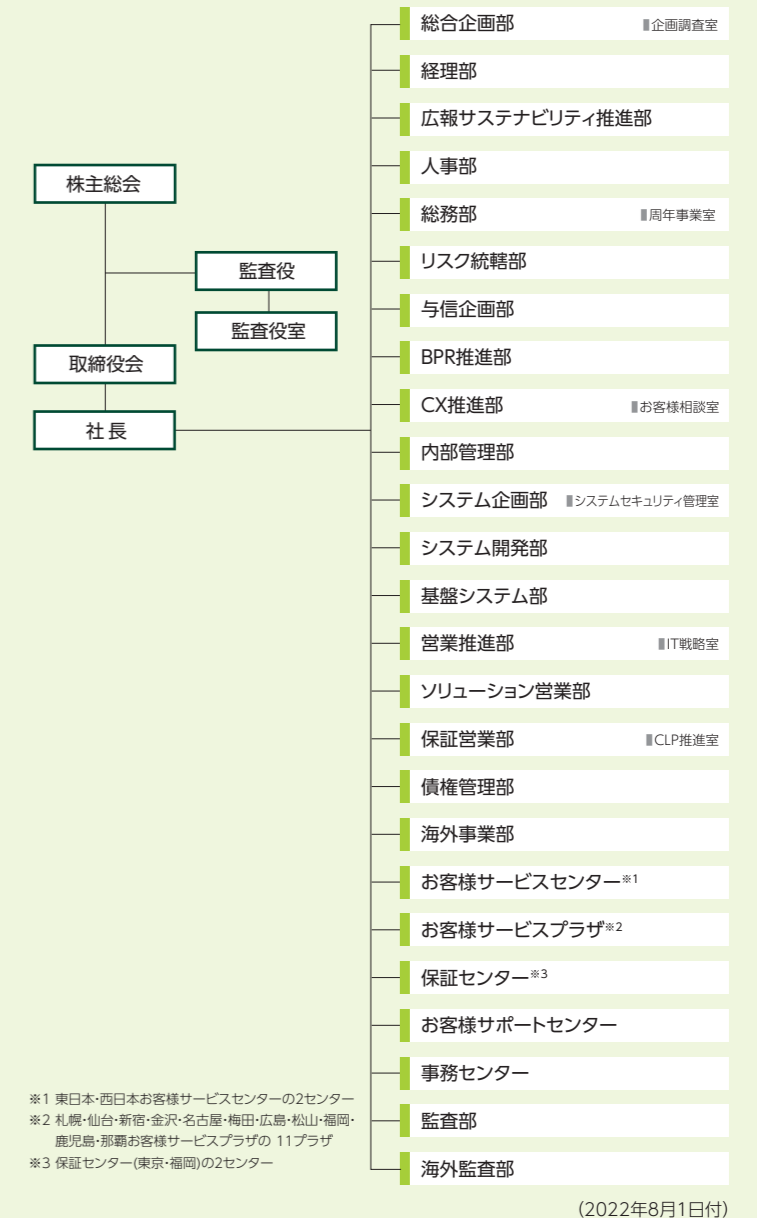 株主総会
監査役
監査役室
取締役会
社長
総合企画部 企画調査室
経理部
広報サステナビリティ推進部
人事部
総務部 周年事業室
リスク統轄部
与信企画部
BPR推進部
CX推進部 お客様相談室
内部管理部
システム企画部 システムセキュリティ管理室
システム開発部
基盤システム部
営業推進部 IT戦略室
ソリューション営業部
保証営業部 CLP推進室
債権管理部
海外事業部
お客様サービスセンター※1
お客様サービスプラザ※2
保証センター※3
お客様サポートセンター
事務センター
監査部
海外監査部
※1 東日本・西日本お客様サービスセンターの2センター
※2 札幌・仙台・新宿・金沢・名古屋・梅田・広島・松山・福岡・
鹿児島・那覇お客様サービスプラザの 11プラザ
※3 保証センター(東京・福岡)の2センター
(2022年8月1日付)